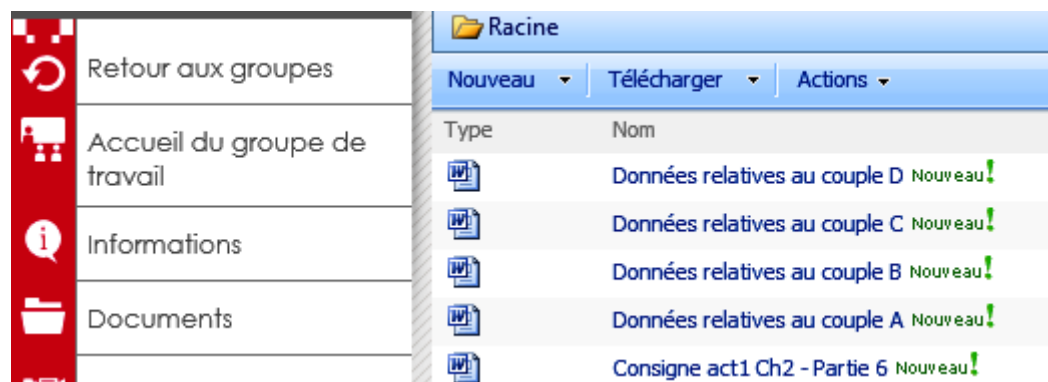 Racine
Retour aux groupes
Nouveau
Télécharger
Actions
Type
Nom
Accueil du groupe de
travail
Données relatives au couple D Nouveau!
Données relatives au couple C Nouveau!
Informations
Données relatives au couple B Nouveau!
Documents
Données relatives au couple A Nouveau!
Consigne act1 Ch2 - Partie 6 Nouveau!